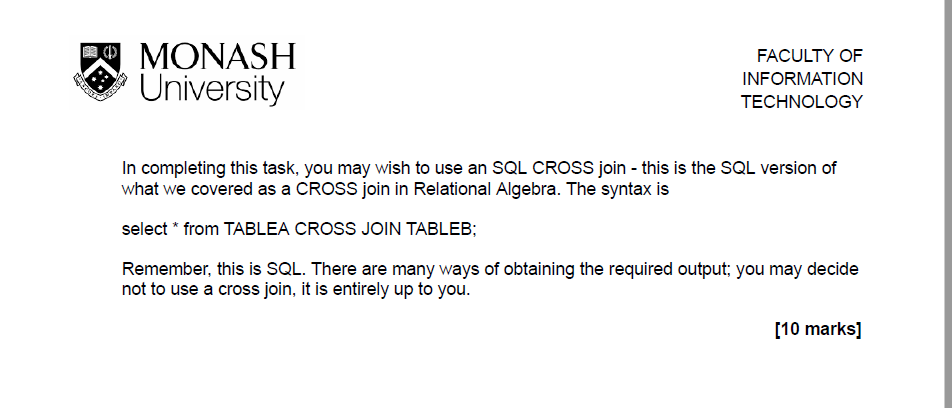 MONASH
University
FACULTY OF
INFORMATION
TECHNOLOGY
In completing this task, you may wish to use an SQL CROSS join - this is the SQL version of
what we covered as a CROSS join in Relational Algebra. The syntax is
select * from TABLEA CROSS JOIN TABLEB;
Remember, this is SQL. There are many ways of obtaining the required output; you may decide
not to use a cross join, it is entirely up to you.
[10 marks]